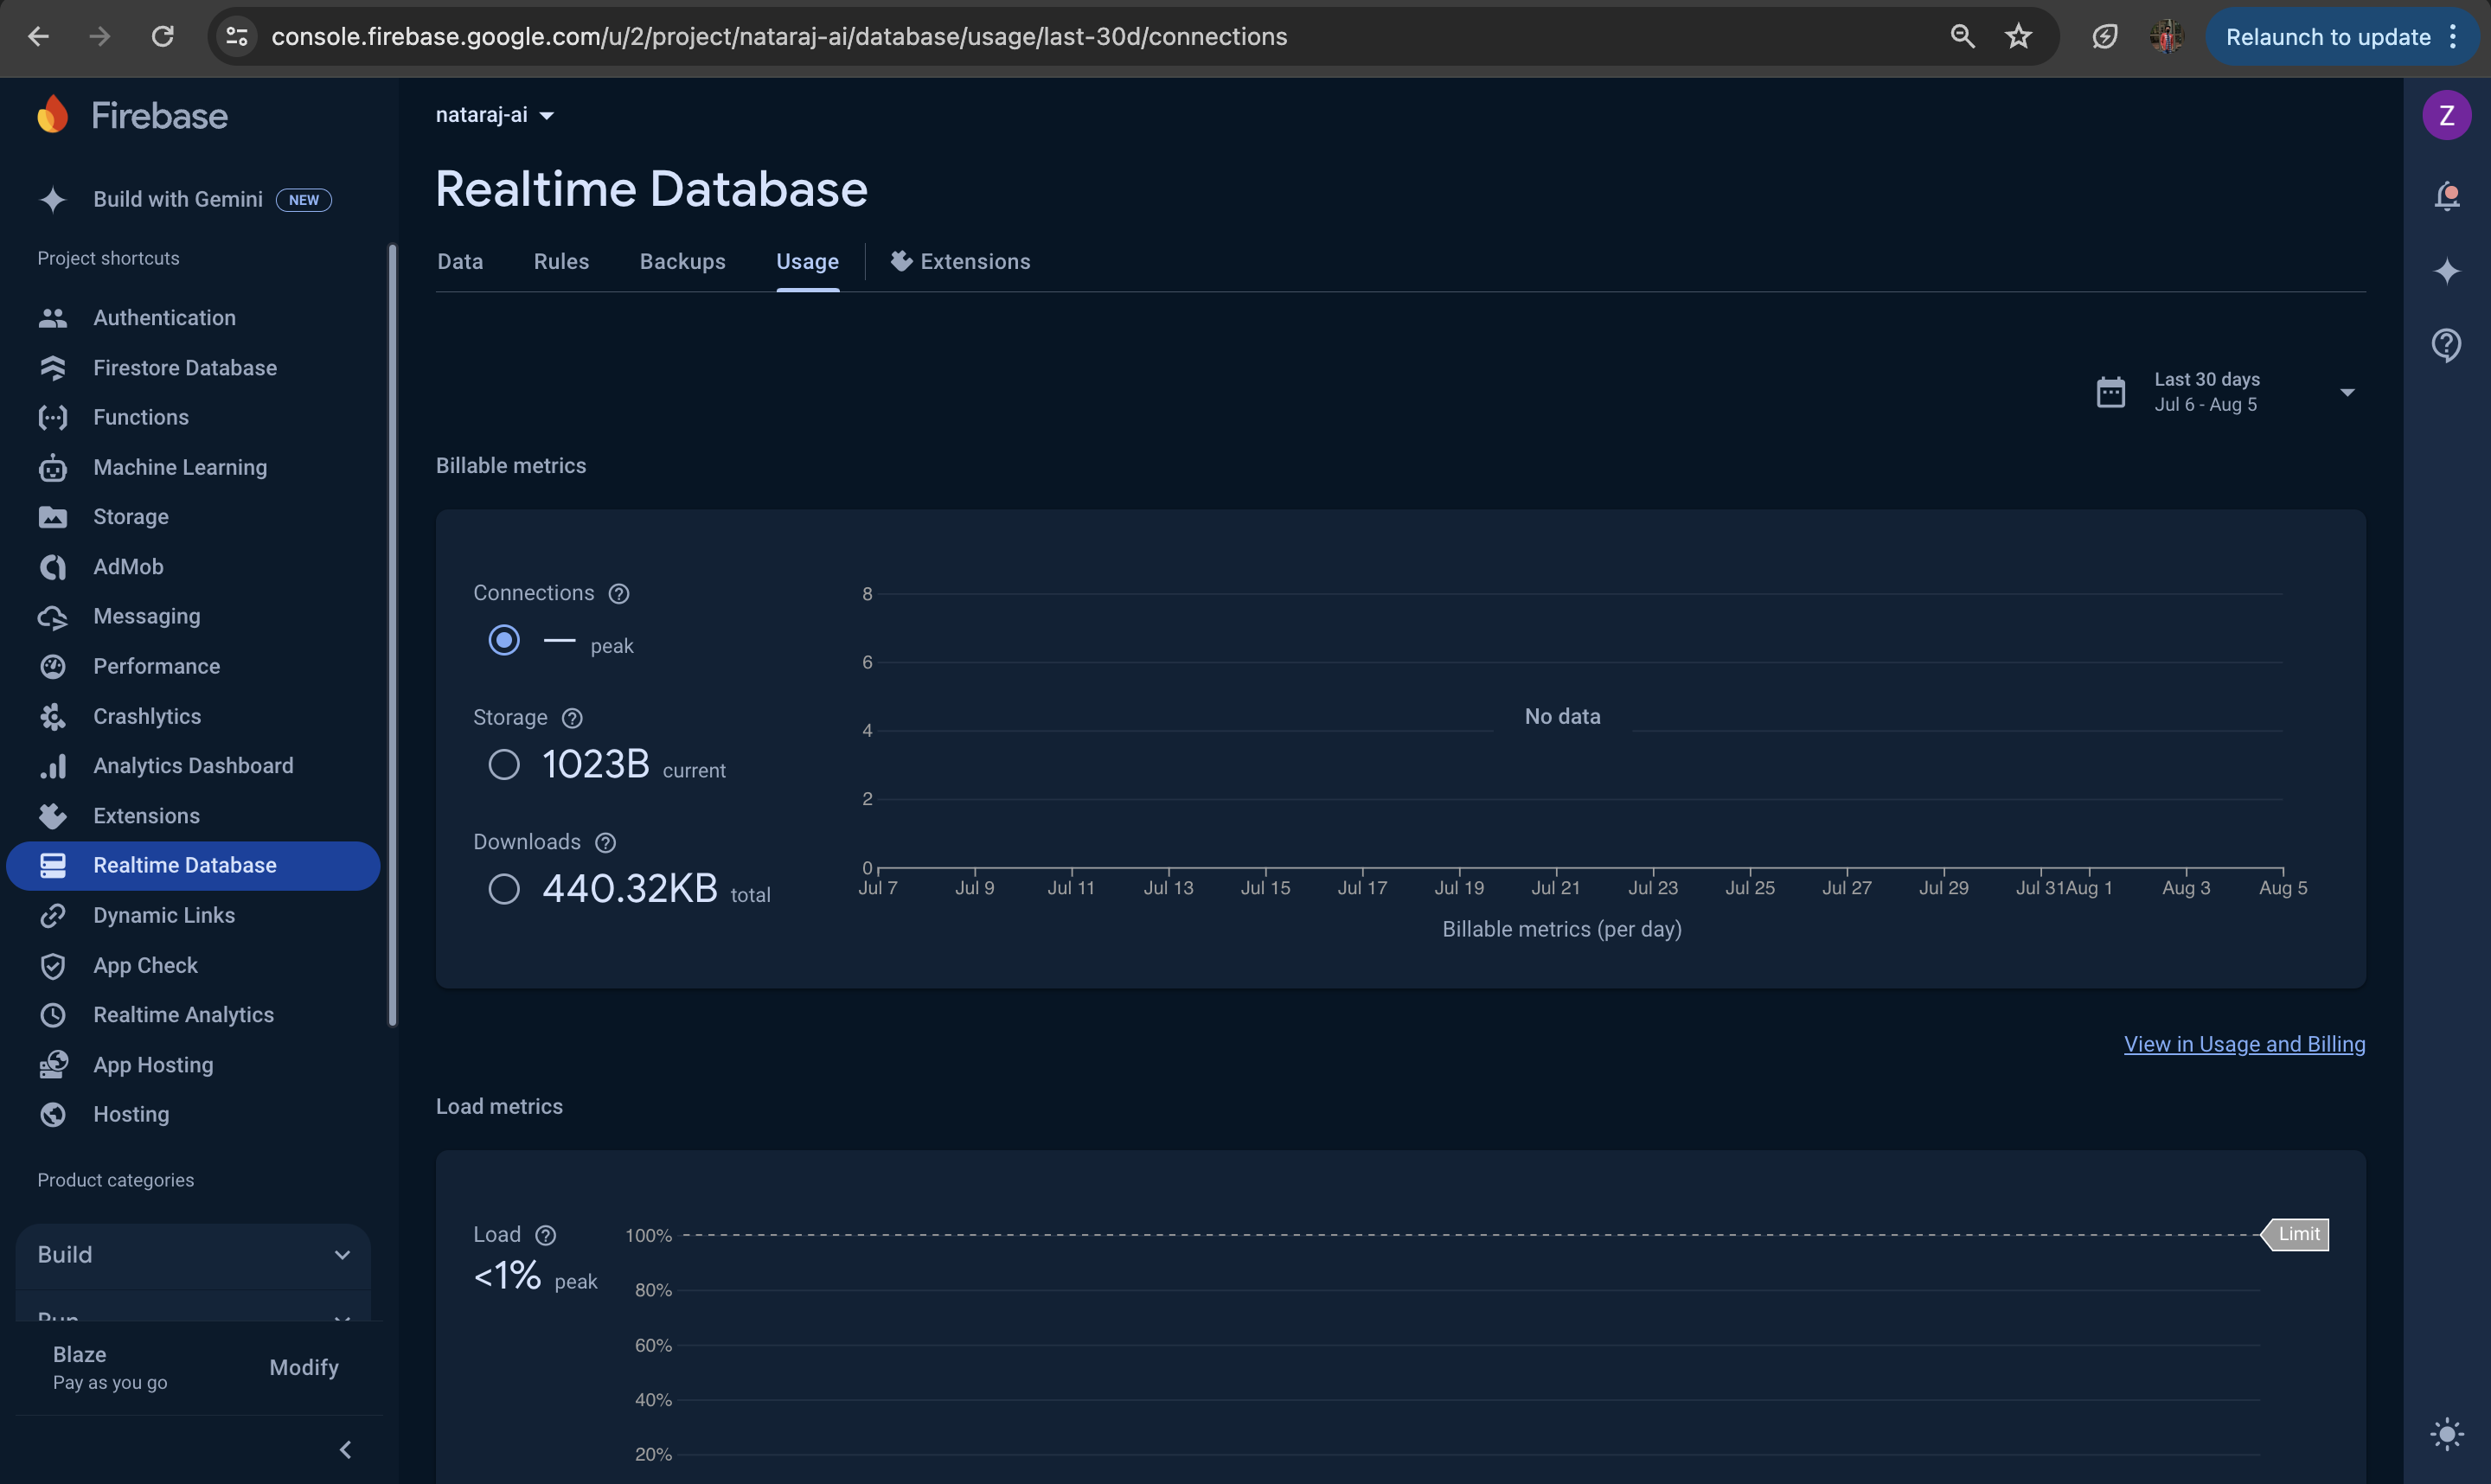 console.firebase.google.com/u/2/project/nataraj-ai/database/usage/last-30d/connections
Relaunch to update
Firebase
Build with Gemini NEW
Project shortcuts
Authentication
Firestore Database
Functions
Machine Learning
Storage
AdMob
Messaging
Performance
Crashlytics
Analytics Dashboard
Extensions
Realtime Database
Dynamic Links
App Check
Realtime Analytics
App Hosting
Hosting
Product categories
Build
Run
Blaze
Pay as you go
Modify
nataraj-ai
Realtime Database
Data Rules Backups Usage Extensions
Last 30 days
Jul 6 - Aug 5
Billable metrics
Connections
— peak
Storage
1023B current
Downloads
440.32KB total
8
6
4
2
0
No data
Jul 7 Jul 9 Jul 11 Jul 13 Jul 15 Jul 17 Jul 19 Jul 21 Jul 23 Jul 25 Jul 27 Jul 29 Jul 31 Aug 1 Aug 3 Aug 5
Billable metrics (per day)
View in Usage and Billing
Load metrics
Load
<1% peak
100%
80%
60%
40%
20%
Limit
Z